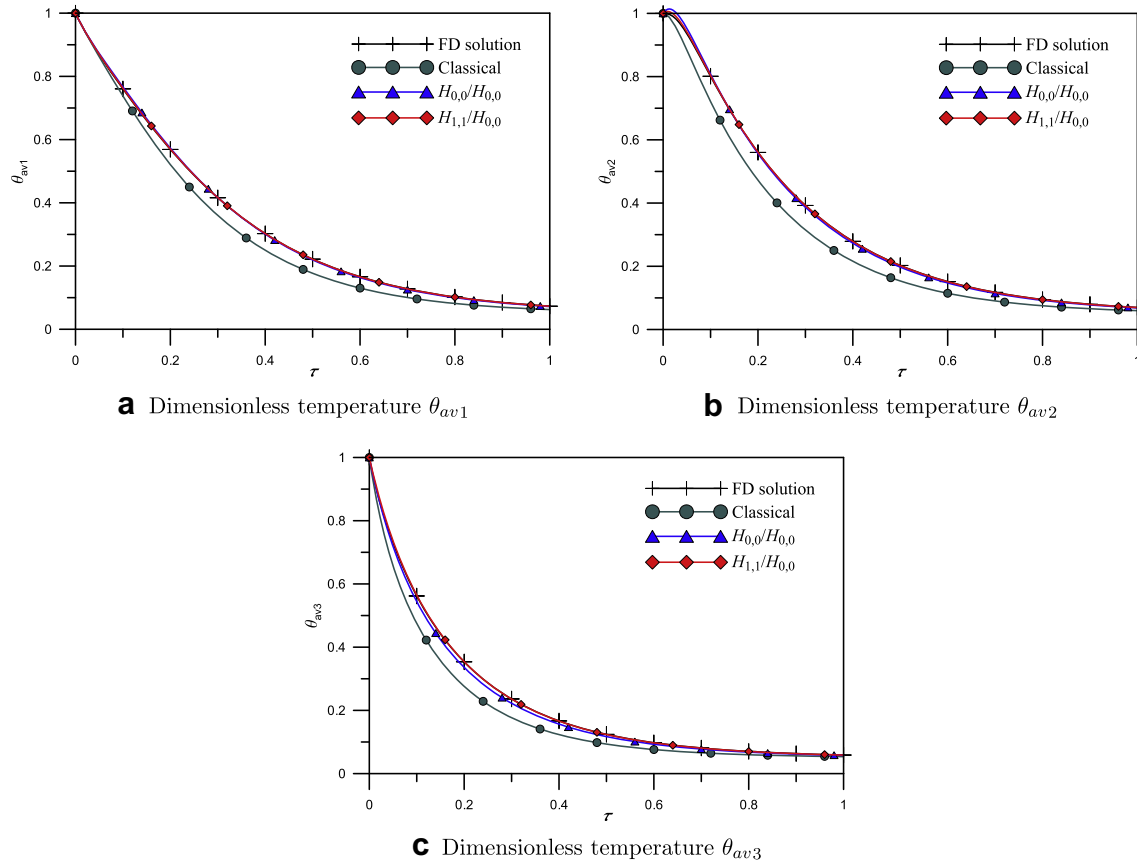 1
0.8
0.6
0.4
0.2
0
θav1
FD solution
Classical
H0,0/H0,0
H1,1/H0,0
0 0.2 0.4 0.6 0.8 1
τ
a Dimensionless temperature θav1
1
0.8
0.6
0.4
0.2
0
θav2
FD solution
Classical
H0,0/H0,0
H1,1/H0,0
0 0.2 0.4 0.6 0.8 1
τ
b Dimensionless temperature θav2
1
0.8
0.6
0.4
0.2
0
θav3
FD solution
Classical
H0,0/H0,0
H1,1/H0,0
0 0.2 0.4 0.6 0.8 1
τ
c Dimensionless temperature θav3